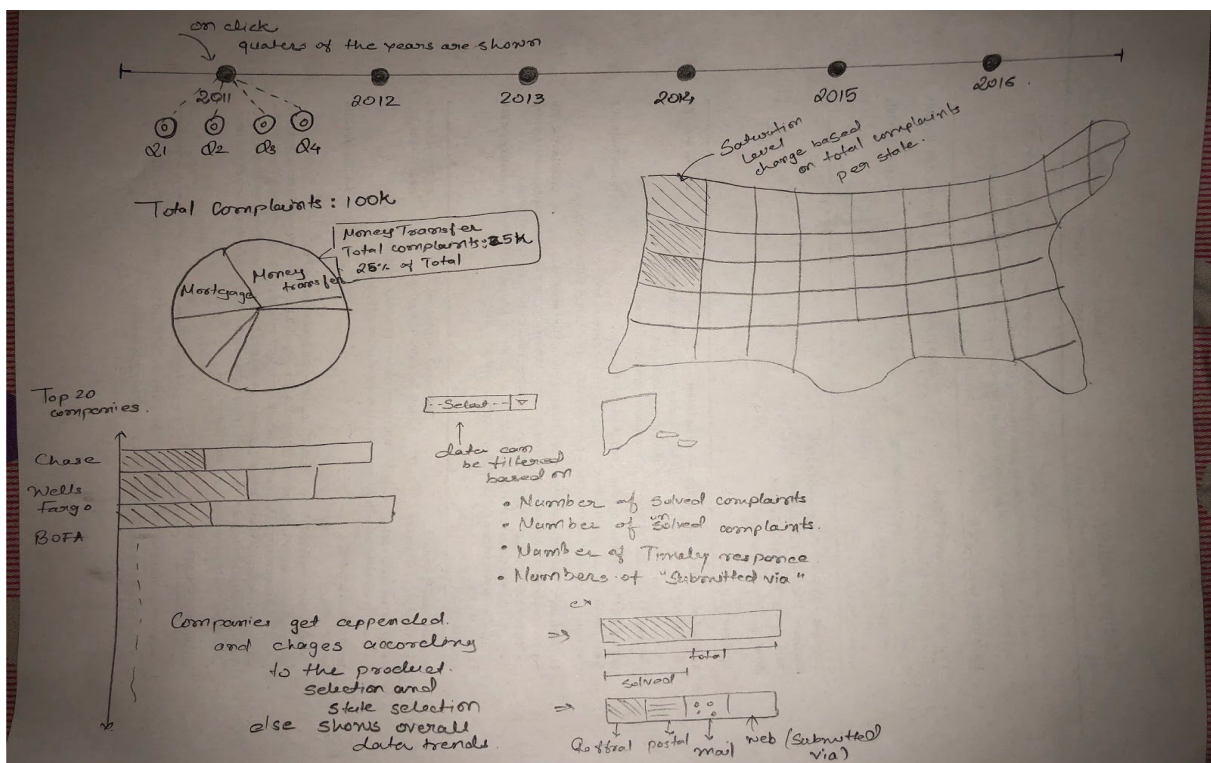 on click
quaters of the years are shown
2011
2012
2013
2014
2015
2016
Q1 Q2 Q3 Q4
Saturation
level
change based
on total complaints
per state.
Total Complaints : 100k
Money Transfer
Total complaints : 25k
25% of Total
Mortgage
Money
transfer
Top 20
companies.
Chase
Wells
Fargo
BOFA
--Select--
data can
be filtered
based on
• Number of Solved complaints
• Number of unsolved complaints.
• Number of Timely responce
• Numbers of "Submitted via"
Companies get appended.
and chages according
to the product.
selection and
state selection
else shows overall
data trends.
ex
total
solved
postal
mail
web (Submitted
via)